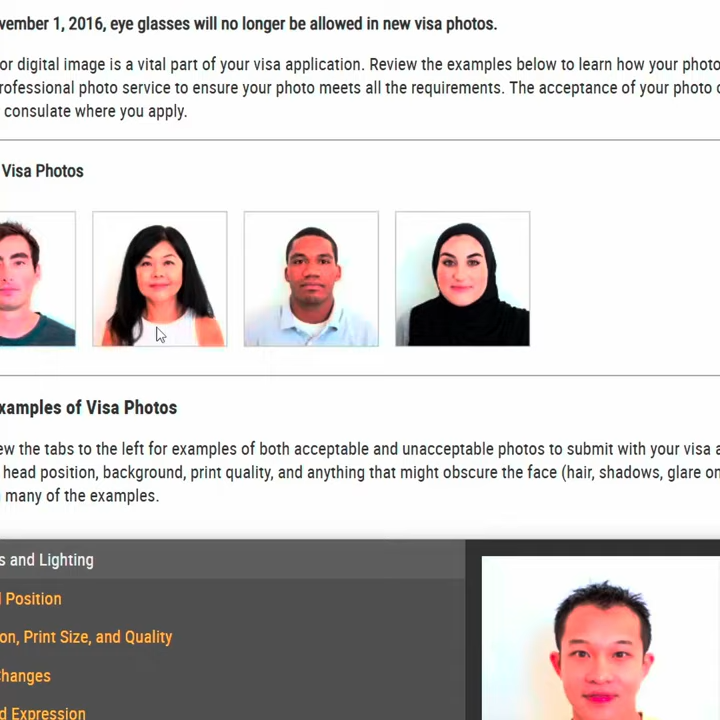 vember 1, 2016, eye glasses will no longer be allowed in new visa photos.
or digital image is a vital part of your visa application. Review the examples below to learn how your photo
rofessional photo service to ensure your photo meets all the requirements. The acceptance of your photo
consulate where you apply.
Visa Photos
xamples of Visa Photos
ew the tabs to the left for examples of both acceptable and unacceptable photos to submit with your visa a
head position, background, print quality, and anything that might obscure the face (hair, shadows, glare on
many of the examples.
s and Lighting
Position
on, Print Size, and Quality
Changes
d Expression